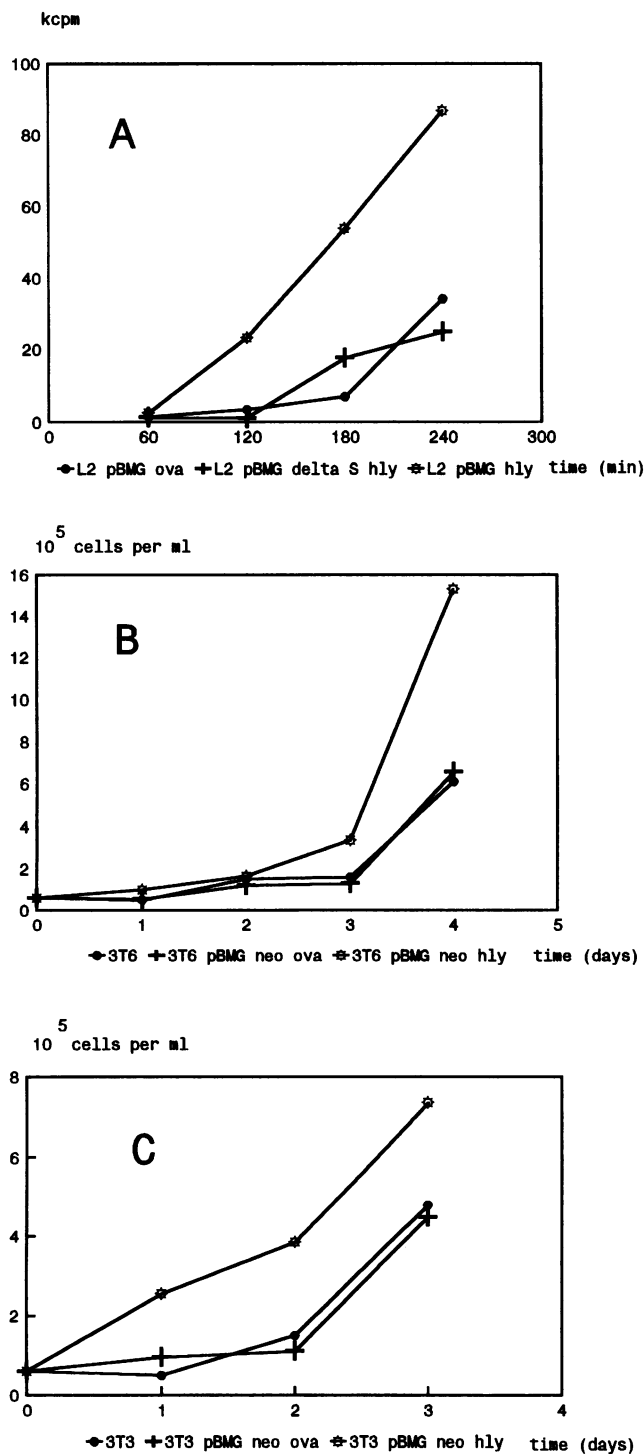 kcpm
100
80
60
40
20
0
A
0 60 120 180 240 300
L2 pBMG ova L2 pBMG delta S hly L2 pBMG hly time (min)
10^5 cells per ml
16
14
12
10
8
6
4
2
0
B
0 1 2 3 4 5
3T6 3T6 pBMG neo ova 3T6 pBMG neo hly time (days)
10^5 cells per ml
8
6
4
2
0
C
0 1 2 3 4
3T3 3T3 pBMG neo ova 3T3 pBMG neo hly time (days)